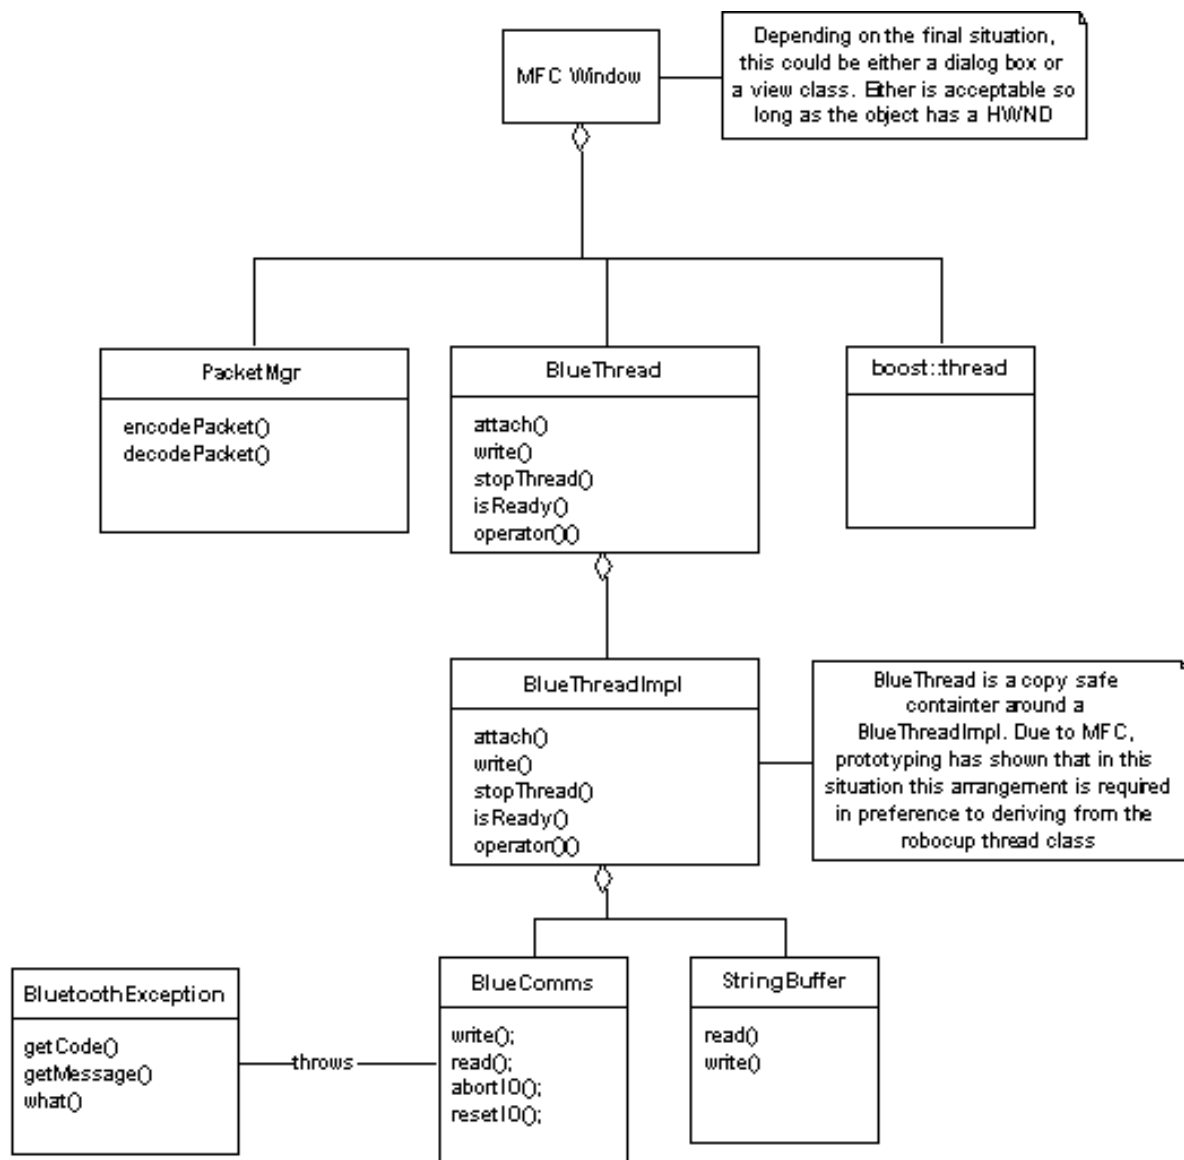 MFC Window
Depending on the final situation,
this could be either a dialog box or
a view class. Either is acceptable so
long as the object has a HWND
PacketMgr
encodePacket()
decodePacket()
BlueThread
attach()
write()
stopThread()
isReady()
operator()()
boost::thread
BlueThreadImpl
attach()
write()
stopThread()
isReady()
operator()()
BlueThread is a copy safe
containter around a
BlueThreadImpl. Due to MFC,
prototyping has shown that in this
situation this arrangement is required
in preference to deriving from the
robocup thread class
BluetoothException
getCode()
getMessage()
what()
throws
BlueComms
write();
read();
abortIO();
resetIO();
StringBuffer
read()
write()